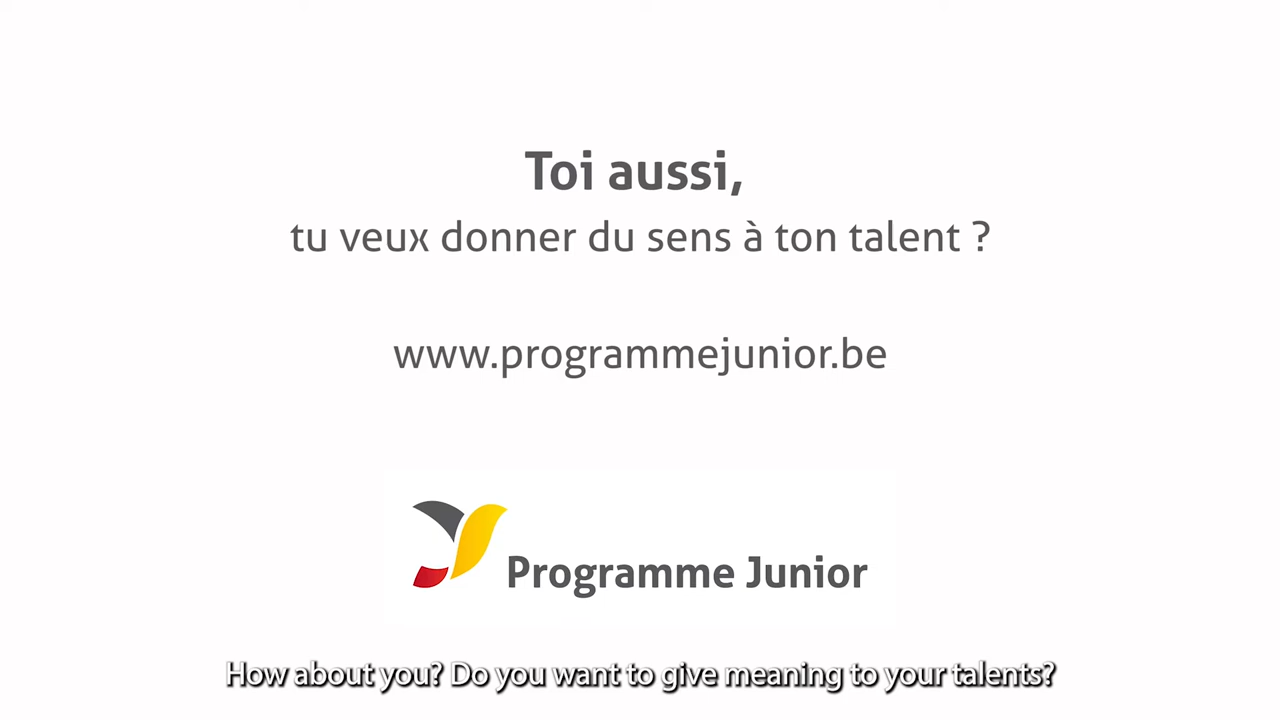 Toi aussi,
tu veux donner du sens à ton talent ?
www.programmejunior.be
Programme Junior
How about you? Do you want to give meaning to your talents?